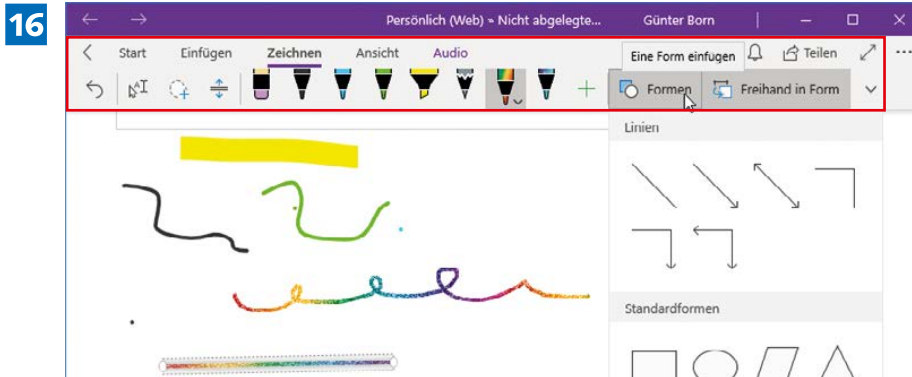 16
Persönlich (Web) » Nicht abgelegte... Günter Born
Start Einfügen Zeichnen Ansicht Audio Eine Form einfügen Teilen
Formen Freihand in Form
Linien
Standardformen